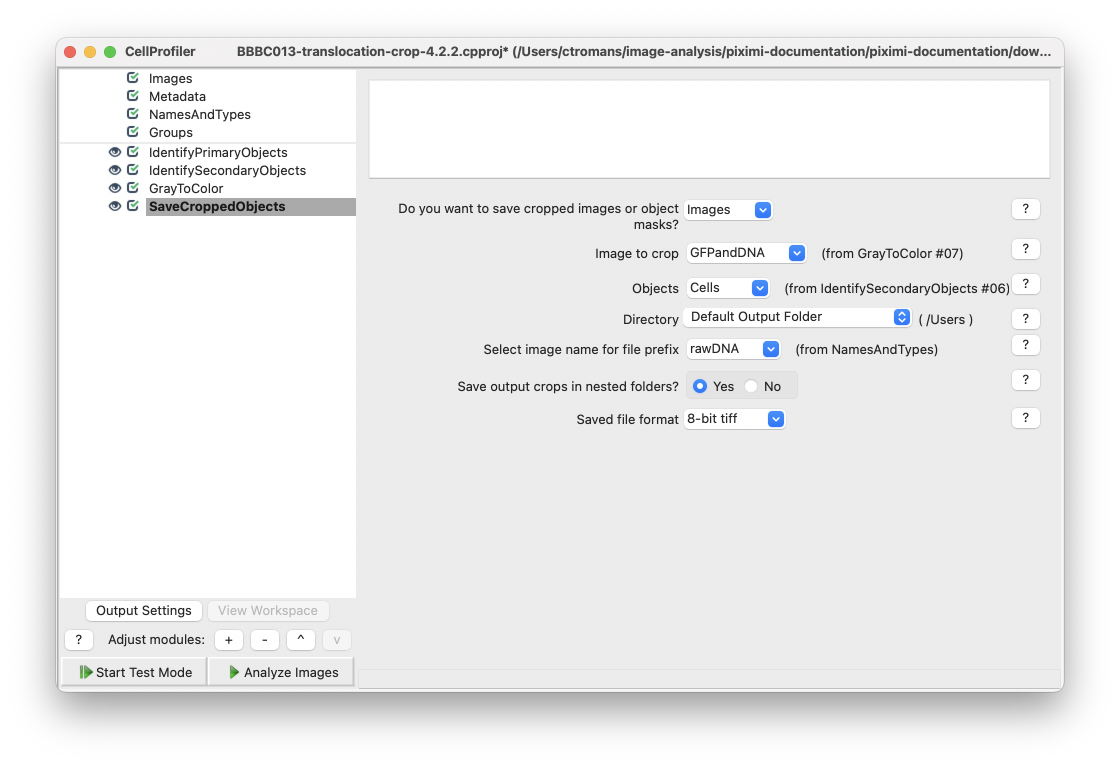 CellProfiler BBBC013-translocation-crop-4.2.2.cpproj* (/Users/ctromans/image-analysis/piximi-documentation/piximi-documentation/dow...
Images
Metadata
NamesAndTypes
Groups
IdentifyPrimaryObjects
IdentifySecondaryObjects
GrayToColor
SaveCroppedObjects
Do you want to save cropped images or object
masks?
Images
?
Image to crop GFPandDNA (from GrayToColor #07) ?
Objects Cells (from IdentifySecondaryObjects #06) ?
Directory Default Output Folder ( /Users ) ?
Select image name for file prefix rawDNA (from NamesAndTypes) ?
Save output crops in nested folders? Yes No ?
Saved file format 8-bit tiff ?
Output Settings View Workspace
? Adjust modules: + - ^ v
Start Test Mode Analyze Images